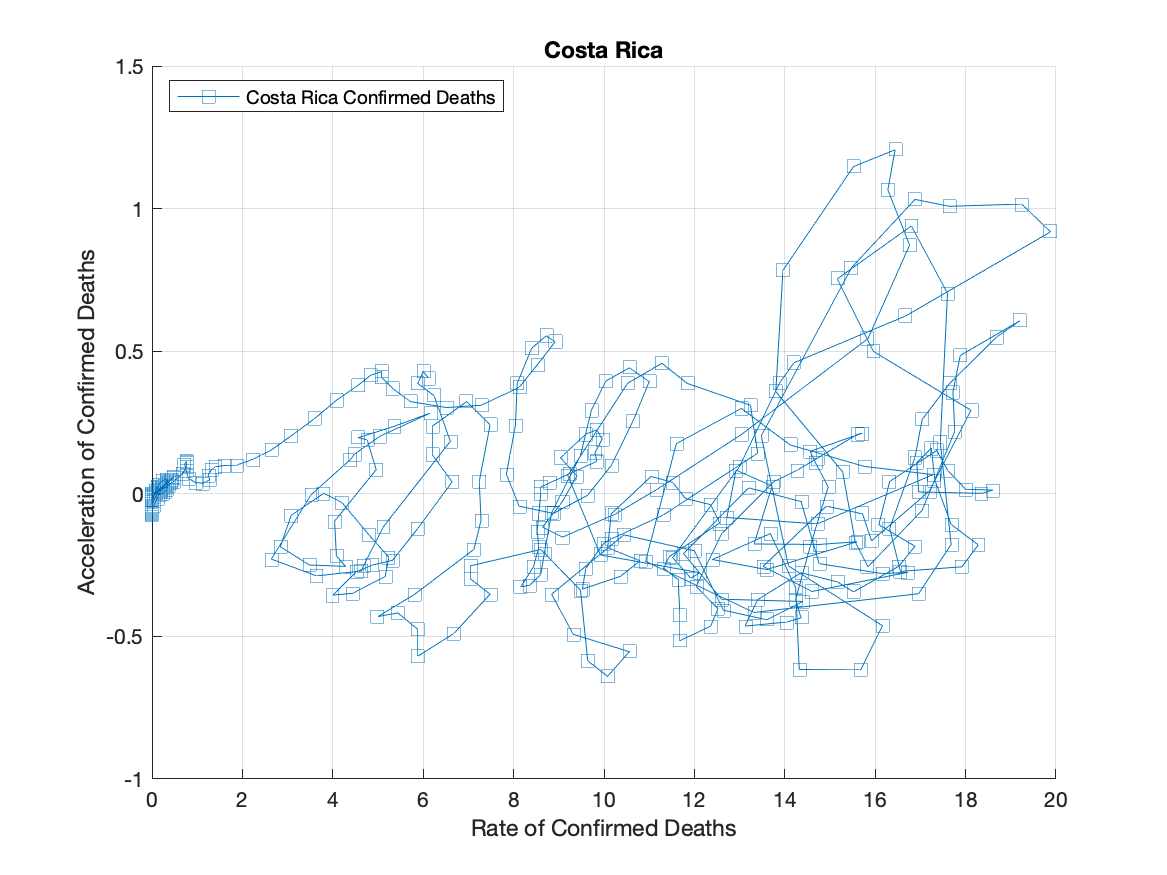 Costa Rica
1.5
Costa Rica Confirmed Deaths
1
0.5
0
-0.5
-1
Acceleration of Confirmed Deaths
0 2 4 6 8 10 12 14 16 18 20
Rate of Confirmed Deaths